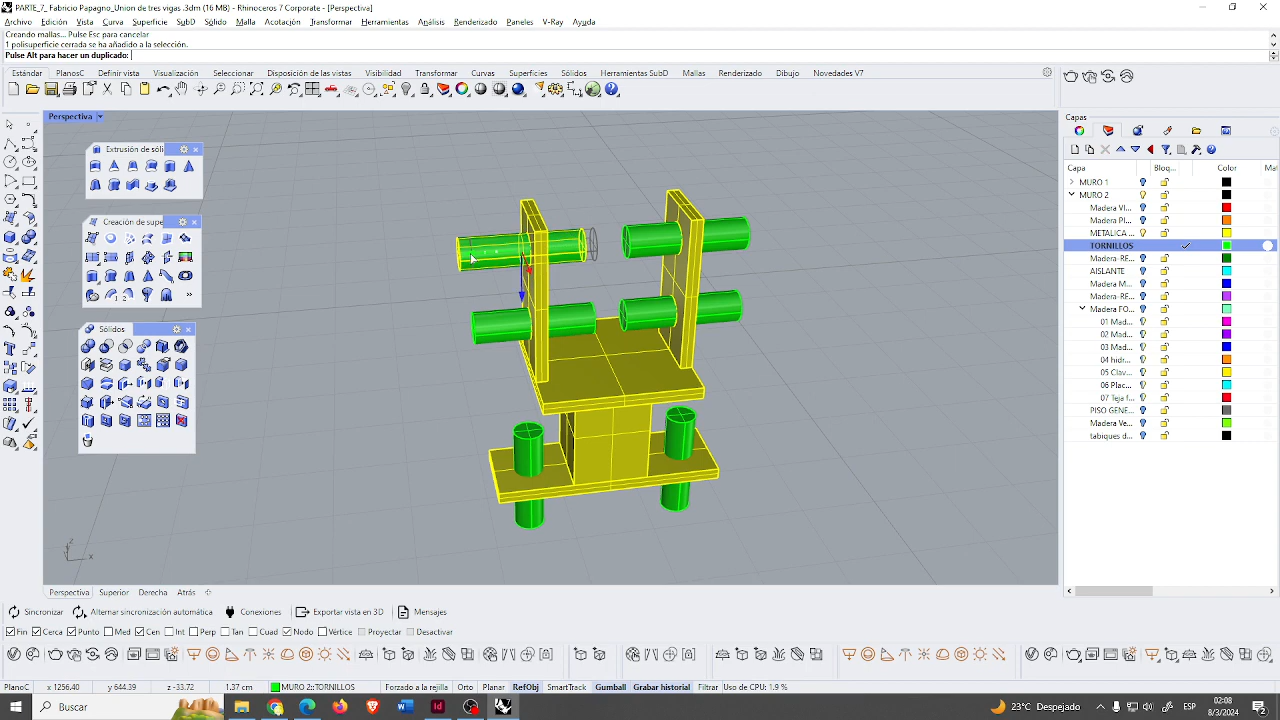 PARTE_7_ Fabricio Papagno_Union de tres vigas .3dm (16 MB) - Rhinoceros 7 Corporate - [Perspectiva]
Archivo Edición Vista Curva Superficie SubD Sólido Malla Acotación Transformar Herramientas Análisis Renderizado Paneles V-Ray Ayuda
Creando mallas... Pulse Esc para cancelar
1 polisuperficie cerrada se ha añadido a la selección.
Pulse Alt para hacer un duplicado:
Estándar PlanosC Definir vista Visualización Seleccionar Disposición de las vistas Visibilidad Transformar Curvas Superficies Sólidos Herramientas SubD Mallas Renderizado Dibujo Novedades V7
Perspectiva
Capas
Extrusión de sóli
Capa Bloq... Color Mat
MURO 1
MURO 2
Madera VI...
Madera Pl...
METALICA
TORNILLOS
Madera-RE...
AISLANTE
Madera-RE...
Madera FO...
01 Mad...
02 Mad...
03 Mad...
04 hidr...
05 Clav...
06 Plac...
07 Teja f...
PISO GENE...
Madera Ve...
tabiques d...
Creación de supe
Sólidos
z
x
Perspectiva Superior Derecha Atrás
Sincronizar Alternar sincronización automática Conexiones Exportar vista en 3D Mensajes
Fin Cerca Punto Med Cen Int Perp Tan Cuad Nodo Vértice Proyectar Desactivar
PlanoC x 1256.40 y 644.39 z -33.72 1.37 cm MURO 2::TORNILLOS Forzado a la rejilla Orto Planar RefObj SmartTrack Gumball Grabar historial Filtrar Uso de CPU: 1.9 %
Buscar
23°C Despejado ESP 02:08 8/3/2024